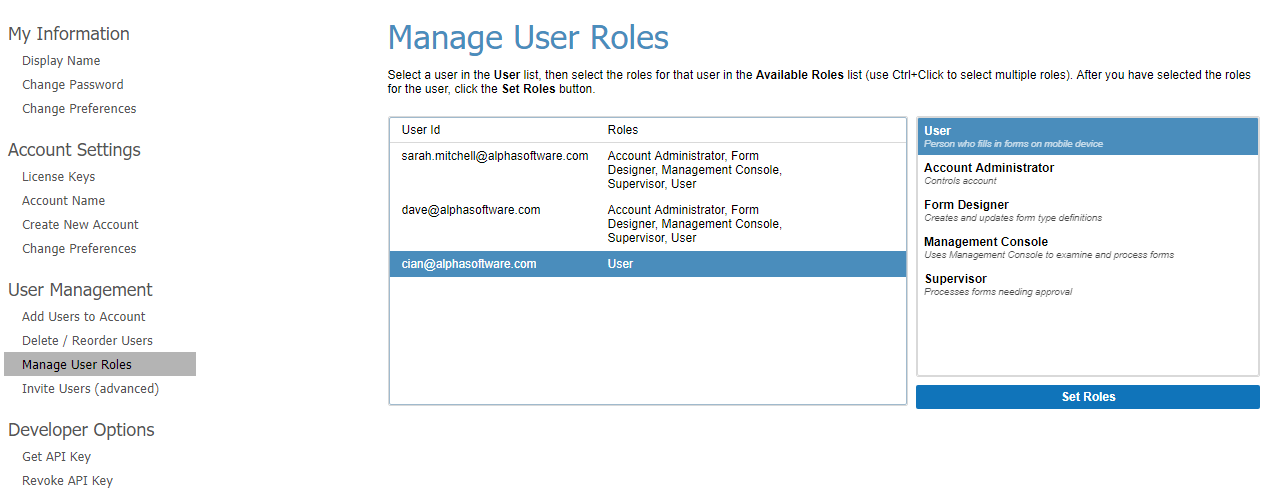 My Information
Display Name
Change Password
Change Preferences
Account Settings
License Keys
Account Name
Create New Account
Change Preferences
User Management
Add Users to Account
Delete / Reorder Users
Manage User Roles
Invite Users (advanced)
Developer Options
Get API Key
Revoke API Key
Manage User Roles
Select a user in the User list, then select the roles for that user in the Available Roles list (use Ctrl+Click to select multiple roles). After you have selected the roles
for the user, click the Set Roles button.
User Id Roles
sarah.mitchell@alphasoftware.com Account Administrator, Form
Designer, Management Console,
Supervisor, User
dave@alphasoftware.com Account Administrator, Form
Designer, Management Console,
Supervisor, User
cian@alphasoftware.com User
User
Person who fills in forms on mobile device
Account Administrator
Controls account
Form Designer
Creates and updates form type definitions
Management Console
Uses Management Console to examine and process forms
Supervisor
Processes forms needing approval
Set Roles